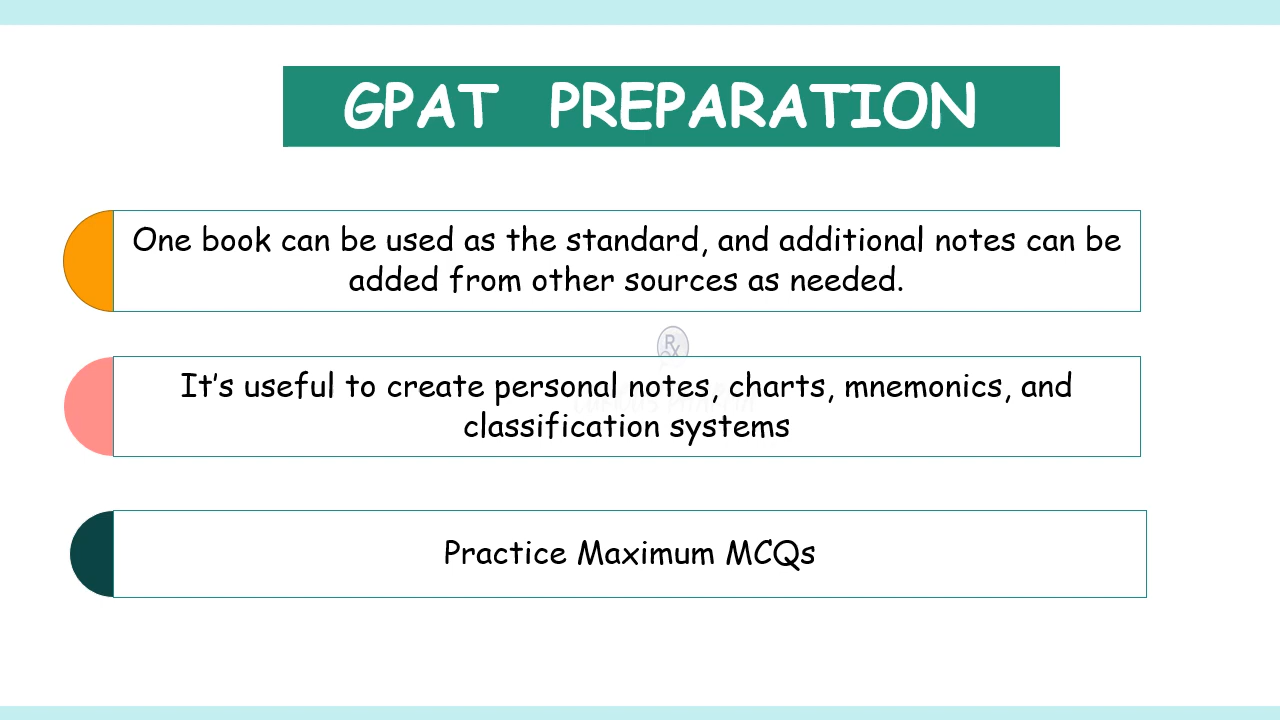 GPAT PREPARATION
One book can be used as the standard, and additional notes can be
added from other sources as needed.
Rx
It’s useful to create personal notes, charts, mnemonics, and
classification systems
Practice Maximum MCQs